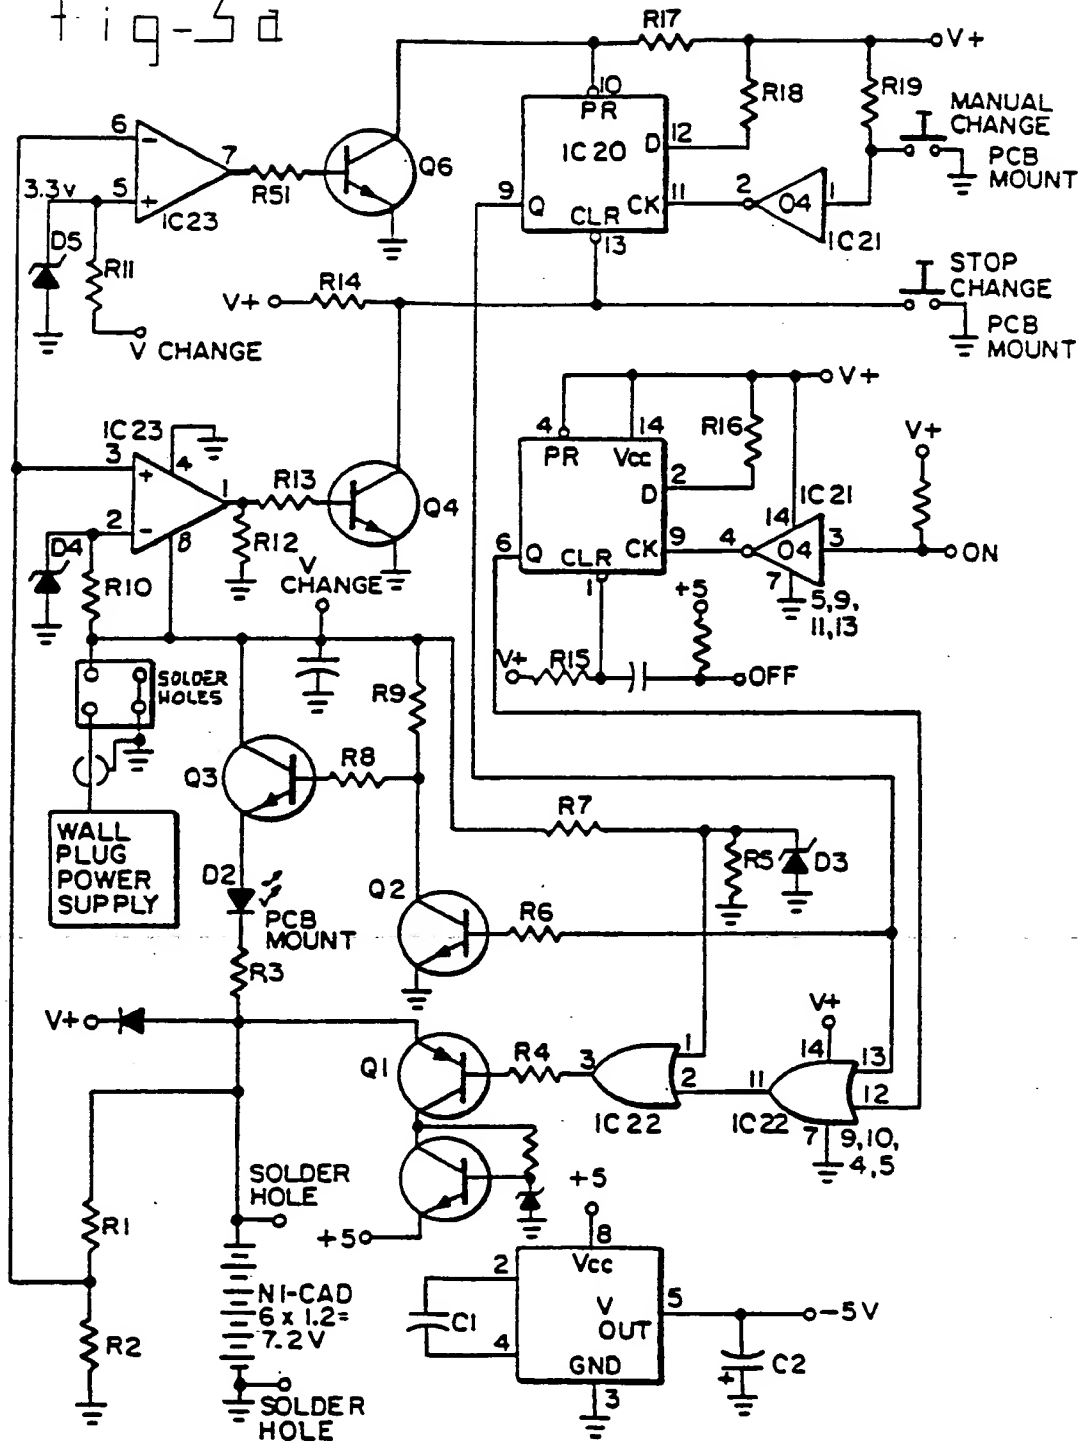 fig-5a
R17
V+
10
PR
R18
R19
MANUAL
CHANGE
PCB
MOUNT
6
7
5
3.3v
IC23
R51
Q6
IC20
D
12
9
Q
CK
11
2
04
1
IC21
CLR
13
D5
R11
V CHANGE
V+
R14
STOP
CHANGE
PCB
MOUNT
V+
IC23
3
4
1
2
8
R13
Q4
R12
D4
R10
V
CHANGE
4
PR
14
Vcc
R16
2
D
V+
IC21
14
6
Q
CLR
CK
9
4
04
3
ON
7
5,9,
11,13
1
+5
V+
R15
OFF
SOLDER
HOLES
R9
Q3
R8
WALL
PLUG
POWER
SUPPLY
D2
PCB
MOUNT
R3
R7
R5
D3
Q2
R6
V+
Q1
R4
3
1
2
IC22
V+
14
13
12
11
IC22
7
9,10,
4,5
SOLDER
HOLE
+5
R1
R2
NI-CAD
6 x 1.2=
7.2V
SOLDER
HOLE
+5
8
Vcc
2
C1
4
V
OUT
5
-5V
GND
3
+
C2